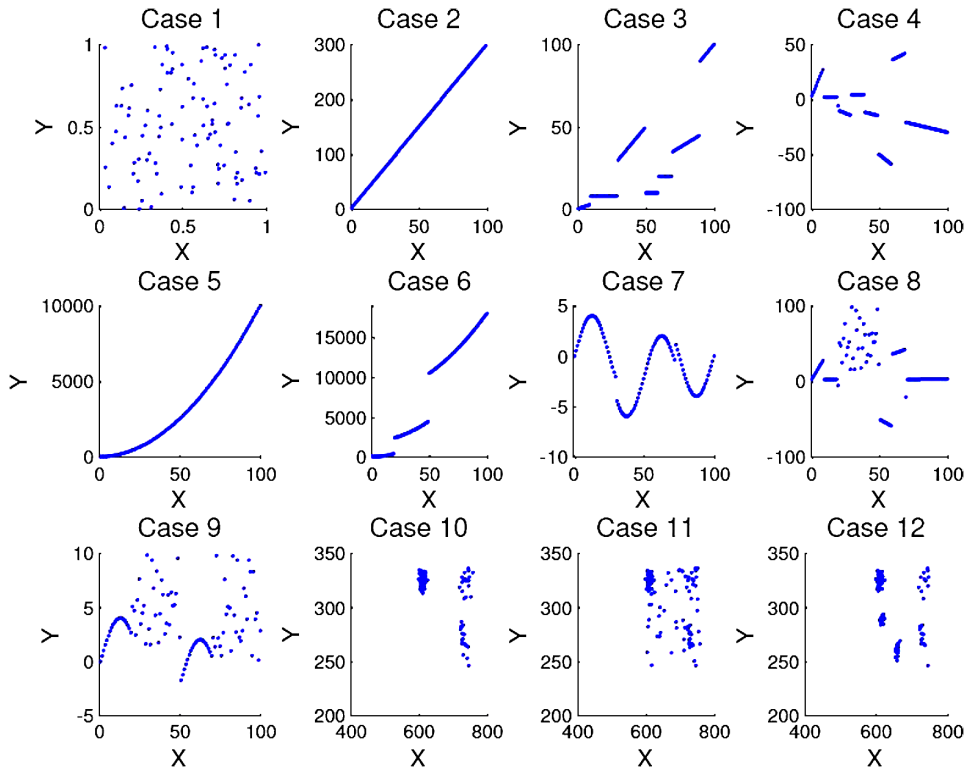 Case 1
Case 2
Case 3
Case 4
1
0.5
0
0
0.5
1
X
Y
300
200
100
0
0
50
100
X
Y
100
50
0
0
50
100
X
Y
50
0
-50
-100
0
50
100
X
Y
Case 5
Case 6
Case 7
Case 8
10000
5000
0
0
50
100
X
Y
15000
10000
5000
0
0
50
100
X
Y
5
0
-5
-10
0
50
100
X
Y
100
0
-100
0
50
100
X
Y
Case 9
Case 10
Case 11
Case 12
10
5
0
-5
0
50
100
X
Y
350
300
250
200
400
600
800
X
Y
350
300
250
200
400
600
800
X
Y
350
300
250
200
400
600
800
X
Y